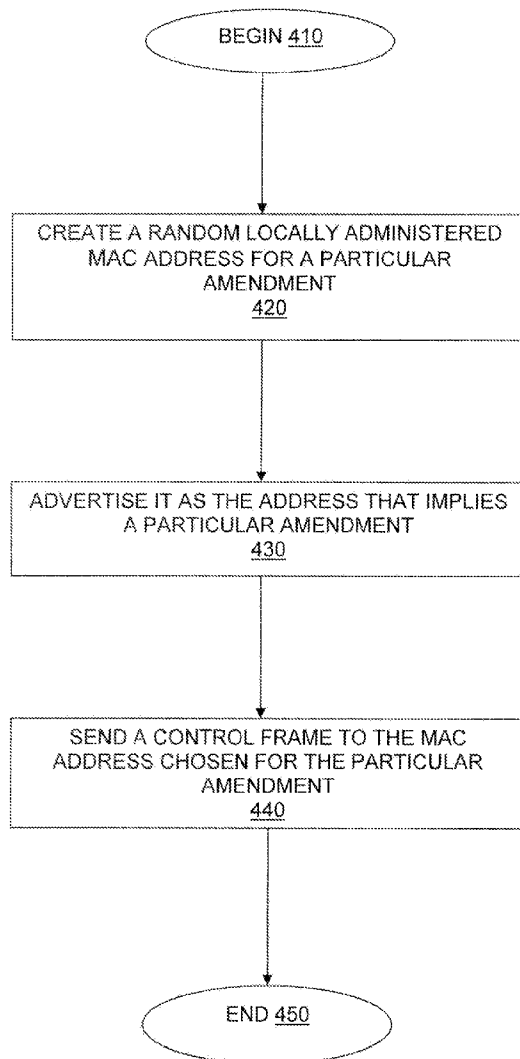 BEGIN 410
CREATE A RANDOM LOCALLY ADMINISTERED
MAC ADDRESS FOR A PARTICULAR
AMENDMENT
420
ADVERTISE IT AS THE ADDRESS THAT IMPLIES
A PARTICULAR AMENDMENT
430
SEND A CONTROL FRAME TO THE MAC
ADDRESS CHOSEN FOR THE PARTICULAR
AMENDMENT
440
END 450